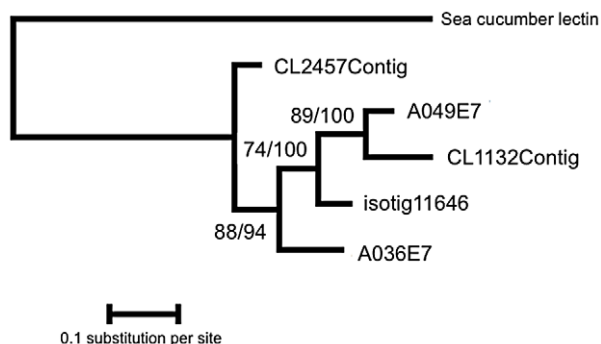 Sea cucumber lectin
CL2457Contig
89/100
A049E7
74/100
CL1132Contig
isotig11646
88/94
A036E7
0.1 substitution per site